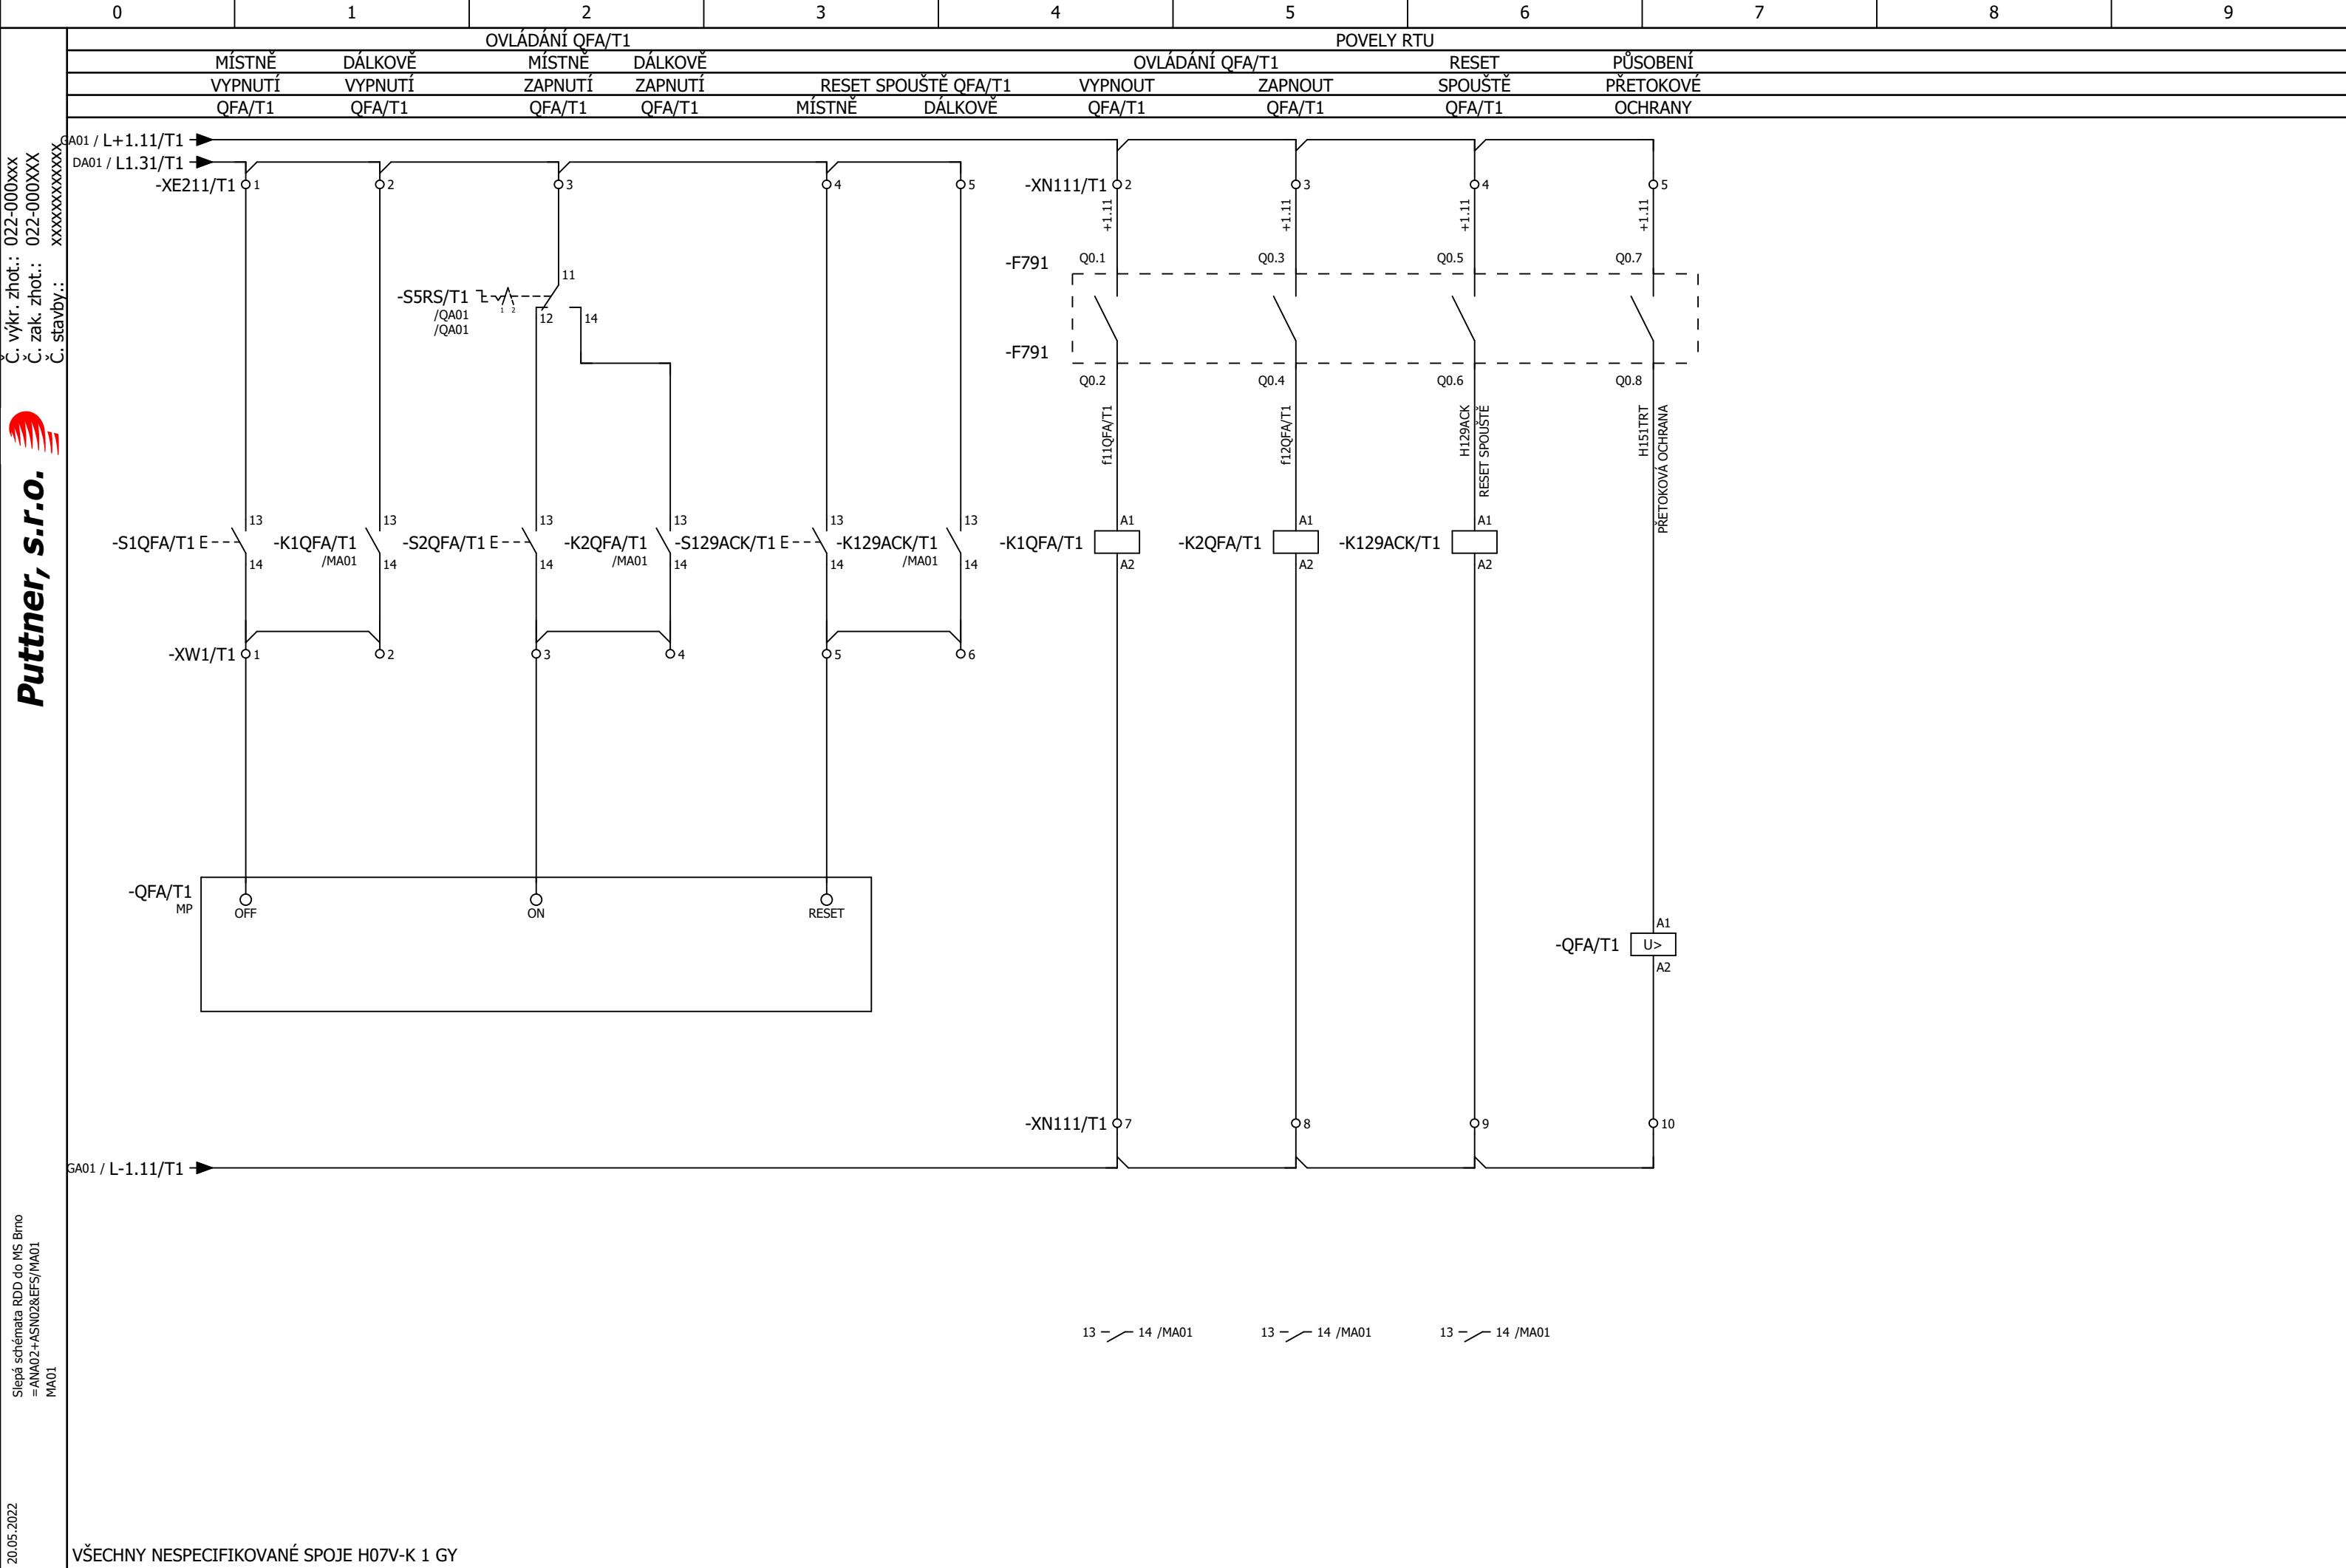 0 1 2 3 4 5 6 7 8 9
OVLÁDÁNÍ QFA/T1 POVELY RTU
MÍSTNĚ DÁLKOVĚ MÍSTNĚ DÁLKOVĚ OVLÁDÁNÍ QFA/T1 RESET PŮSOBENÍ
VYPNUTÍ VYPNUTÍ ZAPNUTÍ ZAPNUTÍ RESET SPOUŠTĚ QFA/T1 VYPNOUT ZAPNOUT SPOUŠTĚ PŘETOKOVÉ
QFA/T1 QFA/T1 QFA/T1 QFA/T1 MÍSTNĚ DÁLKOVĚ QFA/T1 QFA/T1 QFA/T1 OCHRANY
GA01 / L+1.11/T1
DA01 / L1.31/T1
-XE211/T1 1 2 3 4 5 -XN111/T1 2 3 4 5
+1.11 +1.11 +1.11 +1.11
-F791 Q0.1 Q0.3 Q0.5 Q0.7
11
-S5RS/T1
/QA01
/QA01
1 2
12 14
-F791
Q0.2 Q0.4 Q0.6 Q0.8
f11QFA/T1
f12QFA/T1
H129ACK
RESET SPOUŠTĚ
H151TRT
PŘETOKOVÁ OCHRANA
13 13 13 13 13 13 A1 A1 A1
-S1QFA/T1 E -K1QFA/T1 -S2QFA/T1 E -K2QFA/T1 -S129ACK/T1 E -K129ACK/T1 -K1QFA/T1 -K2QFA/T1 -K129ACK/T1
/MA01 /MA01 /MA01
14 14 14 14 14 14 A2 A2 A2
-XW1/T1 1 2 3 4 5 6
-QFA/T1
MP
OFF ON RESET
A1
-QFA/T1 U>
A2
-XN111/T1 7 8 9 10
GA01 / L-1.11/T1
13 14 /MA01 13 14 /MA01 13 14 /MA01
VŠECHNY NESPECIFIKOVANÉ SPOJE H07V-K 1 GY
Č. výkr. zhot.: 022-000xxx
Č. zak. zhot.: 022-000XXX
Č. stavby.: xxxxxxxxxxxx
Puttner, s.r.o.
Slepá schémata RDD do MS Brno
=ANA02+ASN02&EFS/MA01
MA01
20.05.2022